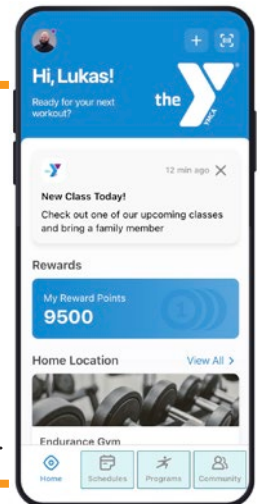 Hi, Lukas!
Ready for your next
workout?
the
YMCA
12 min ago
New Class Today!
Check out one of our upcoming classes
and bring a family member
Rewards
My Reward Points
9500
Home Location
View All >
Endurance Gym
Home
Schedules
Programs
Community